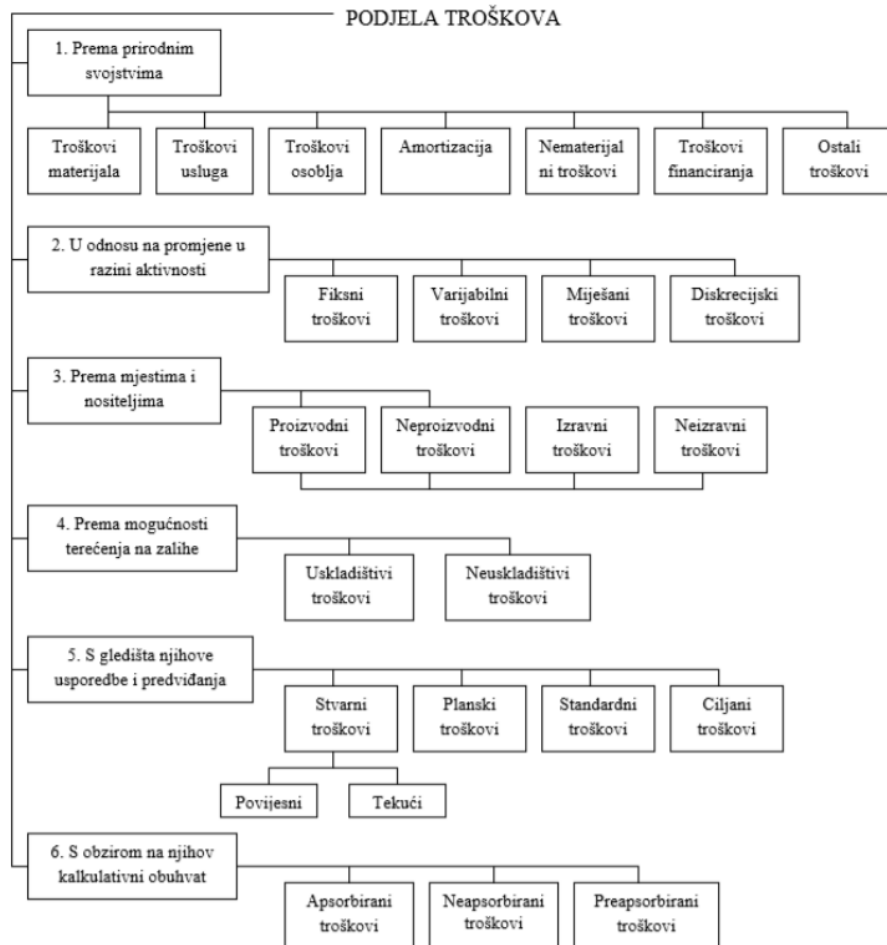 PODJELA TROŠKOVA
1. Prema prirodnim
svojstvima
Troškovi
materijala
Troškovi
usluga
Troškovi
osoblja
Amortizacija
Nematerijal
ni troškovi
Troškovi
financiranja
Ostali
troškovi
2. U odnosu na promjene u
razini aktivnosti
Fiksni
troškovi
Varijabilni
troškovi
Miješani
troškovi
Diskrecijski
troškovi
3. Prema mjestima i
nositeljima
Proizvodni
troškovi
Neproizvodni
troškovi
Izravni
troškovi
Neizravni
troškovi
4. Prema mogućnosti
terećenja na zalihe
Uskladištivi
troškovi
Neuskladištivi
troškovi
5. S gledišta njihove
usporedbe i predviđanja
Stvarni
troškovi
Planski
troškovi
Standardni
troškovi
Ciljani
troškovi
Povijesni
Tekući
6. S obzirom na njihov
kalkulativni obuhvat
Apsorbirani
troškovi
Neapsorbirani
troškovi
Preapsorbirani
troškovi